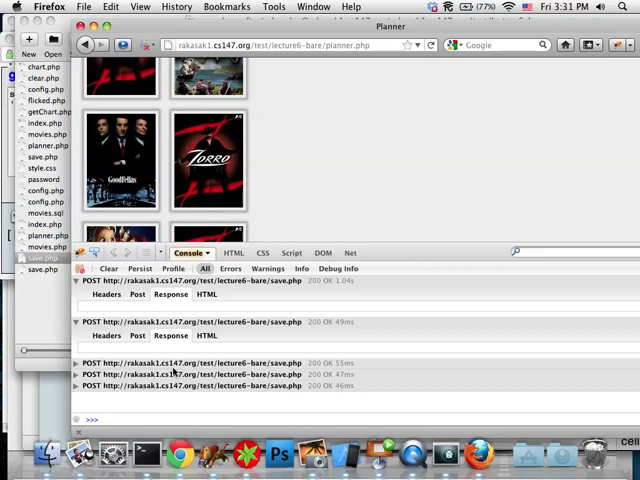 Firefox File Edit View History Bookmarks Tools Window Help (77%) Fri 3:31 PM
Planner
rakasak1.cs147.org/test/lecture6-bare/planner.php Google
New Open
chart.php
clear.php
config.php
flicked.php
getChart.php
index.php
movies.php
planner.php
save.php
style.css
password
config.php
config.php
movies.sql
index.php
planner.php
movies.php
save.php
save.php
GoodFellas
ZORRO
Console HTML CSS Script DOM Net
Clear Persist Profile All Errors Warnings Info Debug Info
POST http://rakasak1.cs147.org/test/lecture6-bare/save.php 200 OK 1.04s
Headers Post Response HTML
POST http://rakasak1.cs147.org/test/lecture6-bare/save.php 200 OK 49ms
Headers Post Response HTML
POST http://rakasak1.cs147.org/test/lecture6-bare/save.php 200 OK 55ms
POST http://rakasak1.cs147.org/test/lecture6-bare/save.php 200 OK 47ms
POST http://rakasak1.cs147.org/test/lecture6-bare/save.php 200 OK 46ms
>>>
cell
Ps